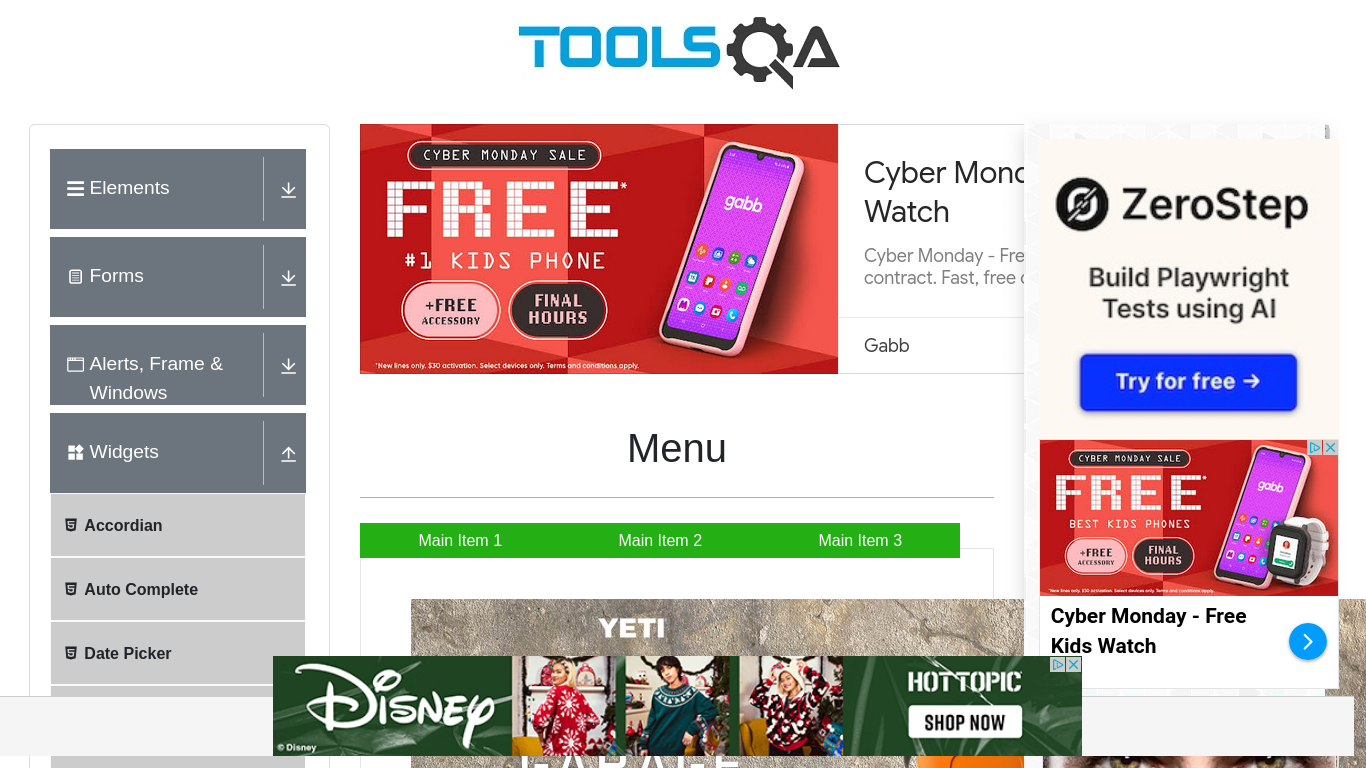 TOOLSQA
Elements
Forms
Alerts, Frame &
Windows
Widgets
Accordian
Auto Complete
Date Picker
CYBER MONDAY SALE
FREE*
#1 KIDS PHONE
+FREE
ACCESSORY
FINAL
HOURS
gabb
*New lines only. $30 activation. Select devices only. Terms and conditions apply.
Watch
Cyber Monday - Fre
contract. Fast, free
Gabb
Menu
Main Item 1
Main Item 2
Main Item 3
YETI
ZeroStep
Build Playwright
Tests using AI
Try for free →
CYBER MONDAY SALE
FREE*
BEST KIDS PHONES
+FREE
ACCESSORY
FINAL
HOURS
gabb
*New lines only. $30 activation. Select devices only. Terms and conditions apply.
Cyber Monday - Free
Kids Watch
Disney
© Disney
HOT TOPIC
SHOP NOW